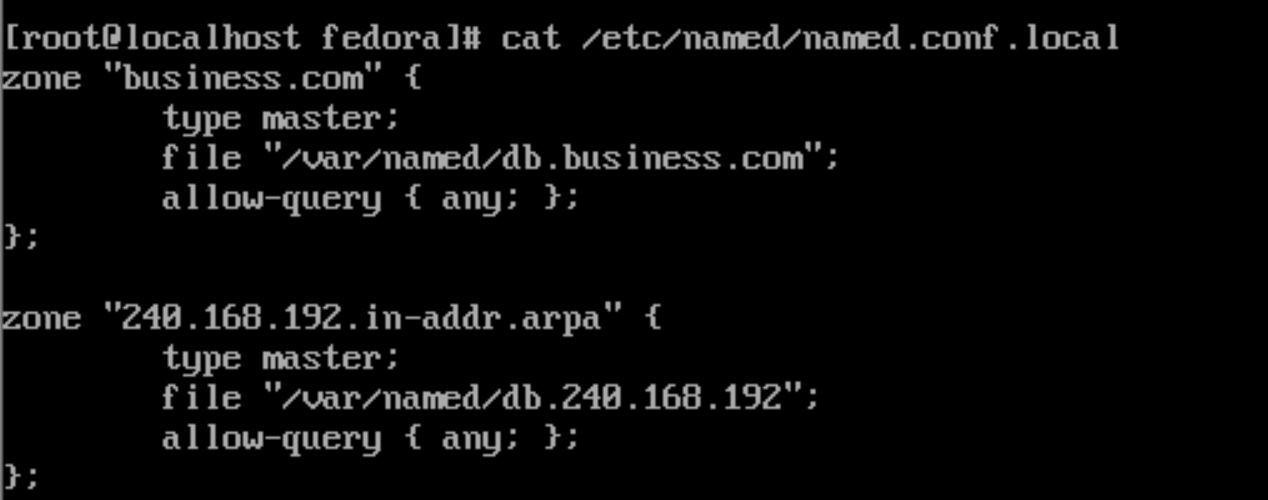 [root@localhost fedora]# cat /etc/named/named.conf.local
zone "business.com" {
        type master;
        file "/var/named/db.business.com";
        allow-query { any; };
};

zone "240.168.192.in-addr.arpa" {
        type master;
        file "/var/named/db.240.168.192";
        allow-query { any; };
};